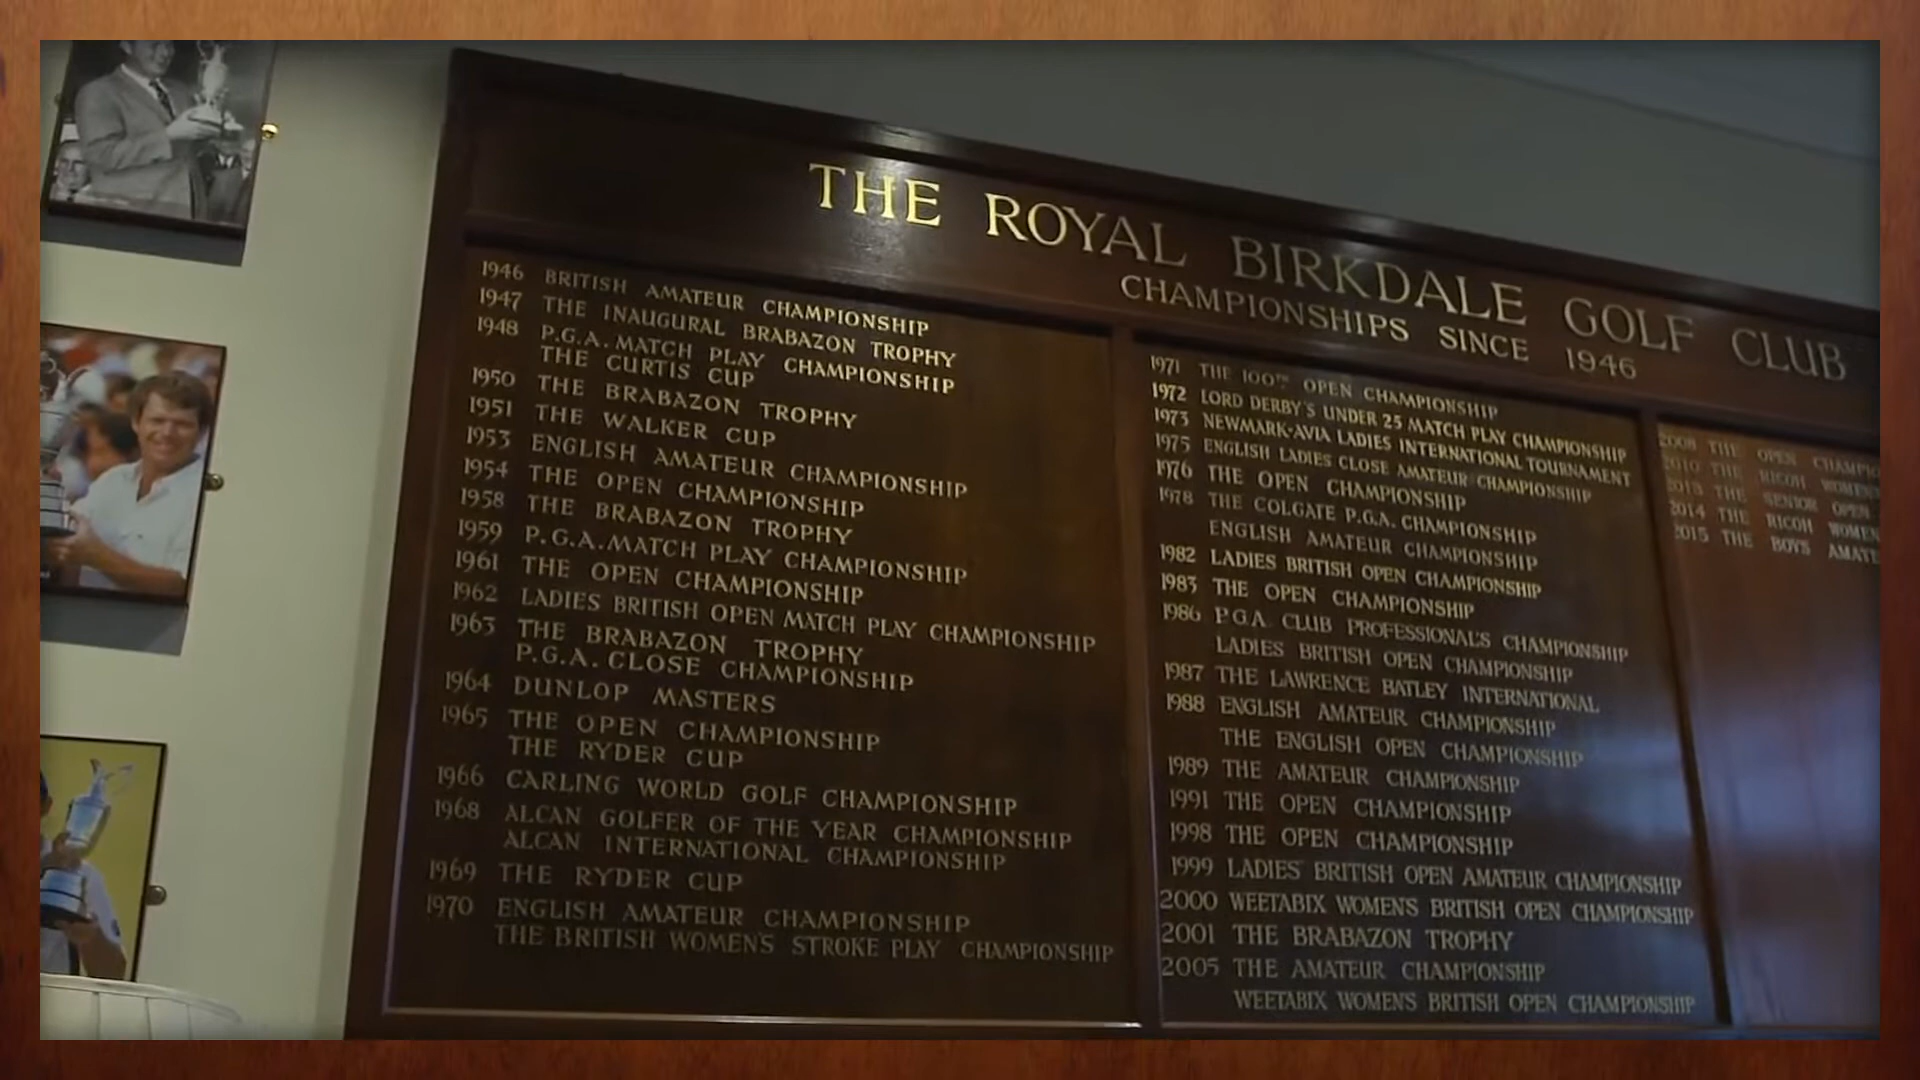 THE ROYAL BIRKDALE GOLF CLUB
CHAMPIONSHIPS SINCE 1946
1946 BRITISH AMATEUR CHAMPIONSHIP
1947 THE INAUGURAL BRABAZON TROPHY
1948 P.G.A. MATCH PLAY CHAMPIONSHIP
THE CURTIS CUP
1950 THE BRABAZON TROPHY
1951 THE WALKER CUP
1953 ENGLISH AMATEUR CHAMPIONSHIP
1954 THE OPEN CHAMPIONSHIP
1958 THE BRABAZON TROPHY
1959 P.G.A. MATCH PLAY CHAMPIONSHIP
1961 THE OPEN CHAMPIONSHIP
1962 LADIES BRITISH OPEN MATCH PLAY CHAMPIONSHIP
1963 THE BRABAZON TROPHY
P.G.A. CLOSE CHAMPIONSHIP
1964 DUNLOP MASTERS
1965 THE OPEN CHAMPIONSHIP
THE RYDER CUP
1966 CARLING WORLD GOLF CHAMPIONSHIP
1968 ALCAN GOLFER OF THE YEAR CHAMPIONSHIP
ALCAN INTERNATIONAL CHAMPIONSHIP
1969 THE RYDER CUP
1970 ENGLISH AMATEUR CHAMPIONSHIP
THE BRITISH WOMEN'S STROKE PLAY CHAMPIONSHIP
1971 THE 100TH OPEN CHAMPIONSHIP
1972 LORD DERBY'S UNDER 25 MATCH PLAY CHAMPIONSHIP
1973 NEWMARK-AVIA LADIES INTERNATIONAL TOURNAMENT
1975 ENGLISH LADIES CLOSE AMATEUR CHAMPIONSHIP
1976 THE OPEN CHAMPIONSHIP
1978 THE COLGATE P.G.A. CHAMPIONSHIP
ENGLISH AMATEUR CHAMPIONSHIP
1982 LADIES BRITISH OPEN CHAMPIONSHIP
1983 THE OPEN CHAMPIONSHIP
1986 P.G.A. CLUB PROFESSIONAL'S CHAMPIONSHIP
LADIES BRITISH OPEN CHAMPIONSHIP
1987 THE LAWRENCE BATLEY INTERNATIONAL
1988 ENGLISH AMATEUR CHAMPIONSHIP
THE ENGLISH OPEN CHAMPIONSHIP
1989 THE AMATEUR CHAMPIONSHIP
1991 THE OPEN CHAMPIONSHIP
1998 THE OPEN CHAMPIONSHIP
1999 LADIES' BRITISH OPEN AMATEUR CHAMPIONSHIP
2000 WEETABIX WOMEN'S BRITISH OPEN CHAMPIONSHIP
2001 THE BRABAZON TROPHY
2005 THE AMATEUR CHAMPIONSHIP
WEETABIX WOMEN'S BRITISH OPEN CHAMPIONSHIP
2008 THE OPEN CHAMPIO
2010 THE RICOH WOMEN
2013 THE SENIOR OPEN
2014 THE RICOH WOMEN
2015 THE BOYS AMATE